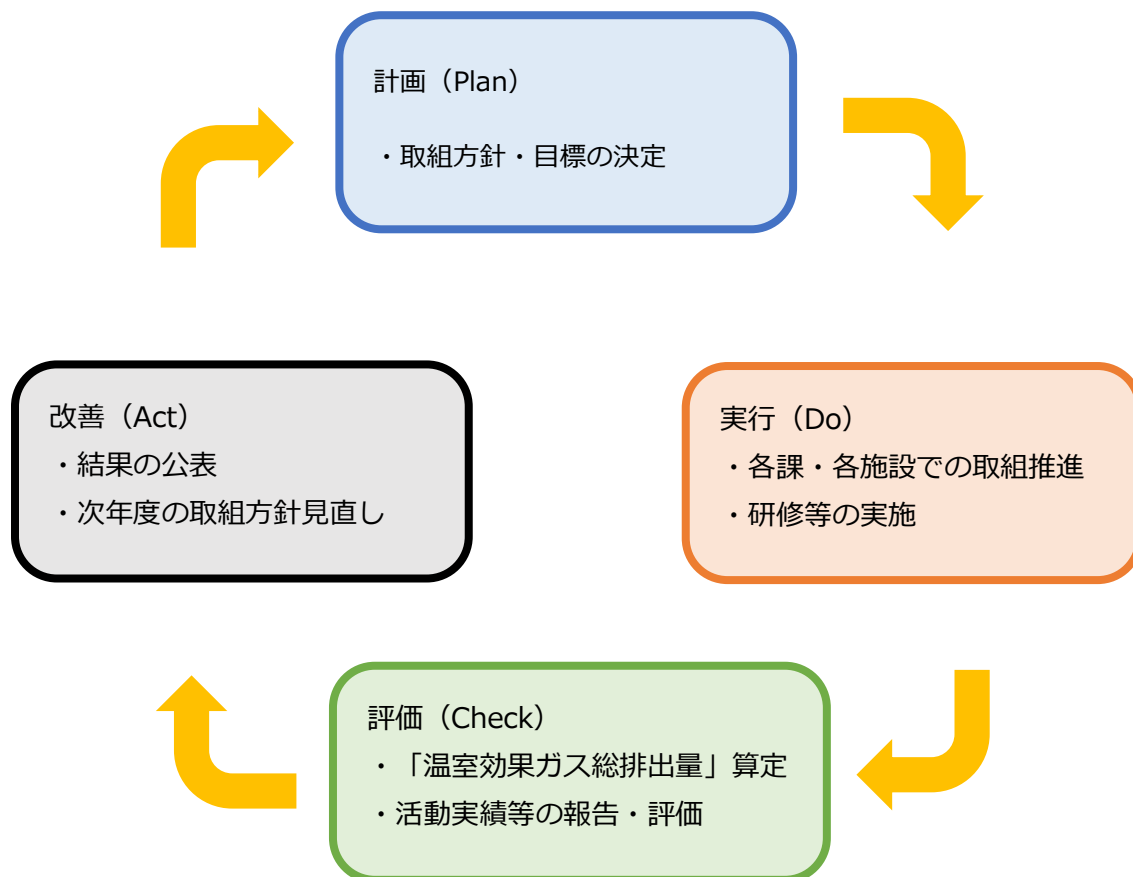 計画（Plan）
・取組方針・目標の決定
実行（Do）
・各課・各施設での取組推進
・研修等の実施
評価（Check）
・「温室効果ガス総排出量」算定
・活動実績等の報告・評価
改善（Act）
・結果の公表
・次年度の取組方針見直し